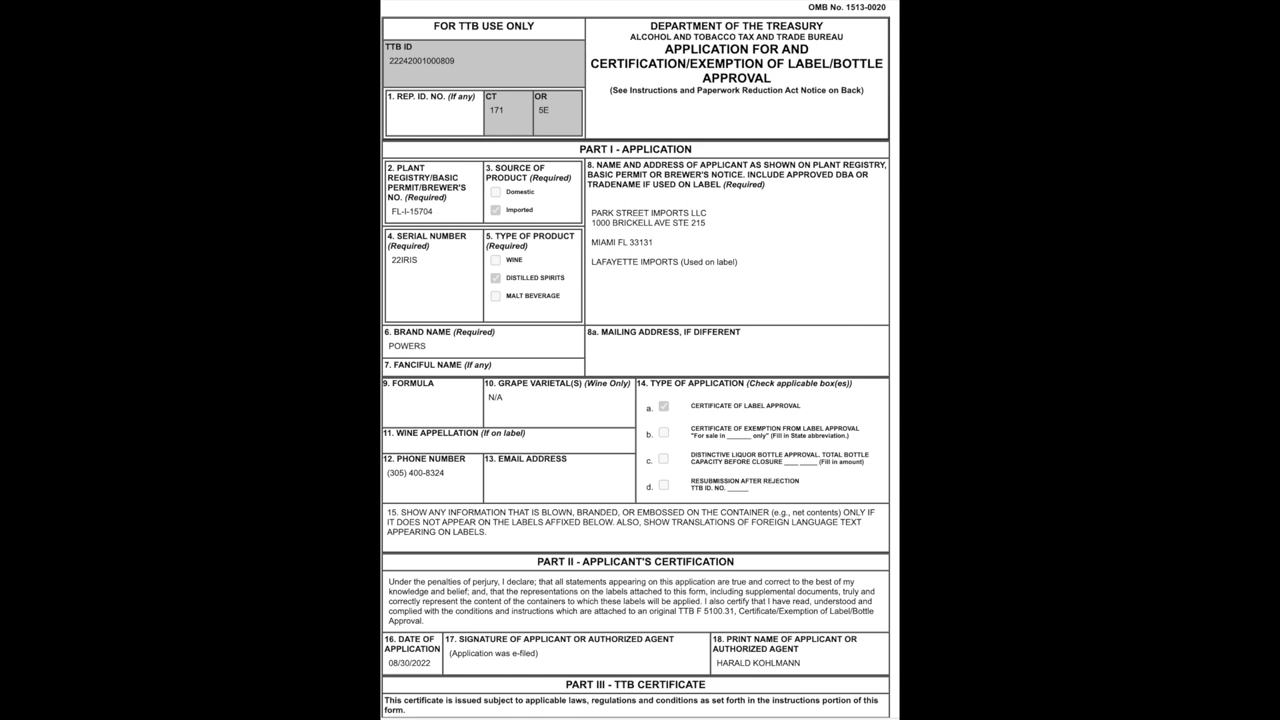 OMB No. 1513-0020
FOR TTB USE ONLY
TTB ID
22242001000809
1. REP. ID. NO. (If any)
CT
171
OR
5E
DEPARTMENT OF THE TREASURY
ALCOHOL AND TOBACCO TAX AND TRADE BUREAU
APPLICATION FOR AND
CERTIFICATION/EXEMPTION OF LABEL/BOTTLE
APPROVAL
(See Instructions and Paperwork Reduction Act Notice on Back)
PART I - APPLICATION
2. PLANT
REGISTRY/BASIC
PERMIT/BREWER'S
NO. (Required)
FL-I-15704
3. SOURCE OF
PRODUCT (Required)
Domestic
Imported
4. SERIAL NUMBER
(Required)
22IRIS
5. TYPE OF PRODUCT
(Required)
WINE
DISTILLED SPIRITS
MALT BEVERAGE
8. NAME AND ADDRESS OF APPLICANT AS SHOWN ON PLANT REGISTRY,
BASIC PERMIT OR BREWER'S NOTICE. INCLUDE APPROVED DBA OR
TRADENAME IF USED ON LABEL (Required)
PARK STREET IMPORTS LLC
1000 BRICKELL AVE STE 215
MIAMI FL 33131
LAFAYETTE IMPORTS (Used on label)
6. BRAND NAME (Required)
POWERS
7. FANCIFUL NAME (If any)
8a. MAILING ADDRESS, IF DIFFERENT
9. FORMULA
10. GRAPE VARIETAL(S) (Wine Only)
N/A
11. WINE APPELLATION (If on label)
12. PHONE NUMBER
(305) 400-8324
13. EMAIL ADDRESS
14. TYPE OF APPLICATION (Check applicable box(es))
a. CERTIFICATE OF LABEL APPROVAL
b. CERTIFICATE OF EXEMPTION FROM LABEL APPROVAL
"For sale in _______ only" (Fill in State abbreviation.)
c. DISTINCTIVE LIQUOR BOTTLE APPROVAL. TOTAL BOTTLE
CAPACITY BEFORE CLOSURE ____ _____ (Fill in amount)
d. RESUBMISSION AFTER REJECTION
TTB ID. NO. ______
15. SHOW ANY INFORMATION THAT IS BLOWN, BRANDED, OR EMBOSSED ON THE CONTAINER (e.g., net contents) ONLY IF
IT DOES NOT APPEAR ON THE LABELS AFFIXED BELOW. ALSO, SHOW TRANSLATIONS OF FOREIGN LANGUAGE TEXT
APPEARING ON LABELS.
PART II - APPLICANT'S CERTIFICATION
Under the penalties of perjury, I declare; that all statements appearing on this application are true and correct to the best of my
knowledge and belief; and, that the representations on the labels attached to this form, including supplemental documents, truly and
correctly represent the content of the containers to which these labels will be applied. I also certify that I have read, understood and
complied with the conditions and instructions which are attached to an original TTB F 5100.31, Certificate/Exemption of Label/Bottle
Approval.
16. DATE OF
APPLICATION
08/30/2022
17. SIGNATURE OF APPLICANT OR AUTHORIZED AGENT
(Application was e-filed)
18. PRINT NAME OF APPLICANT OR
AUTHORIZED AGENT
HARALD KOHLMANN
PART III - TTB CERTIFICATE
This certificate is issued subject to applicable laws, regulations and conditions as set forth in the instructions portion of this
form.